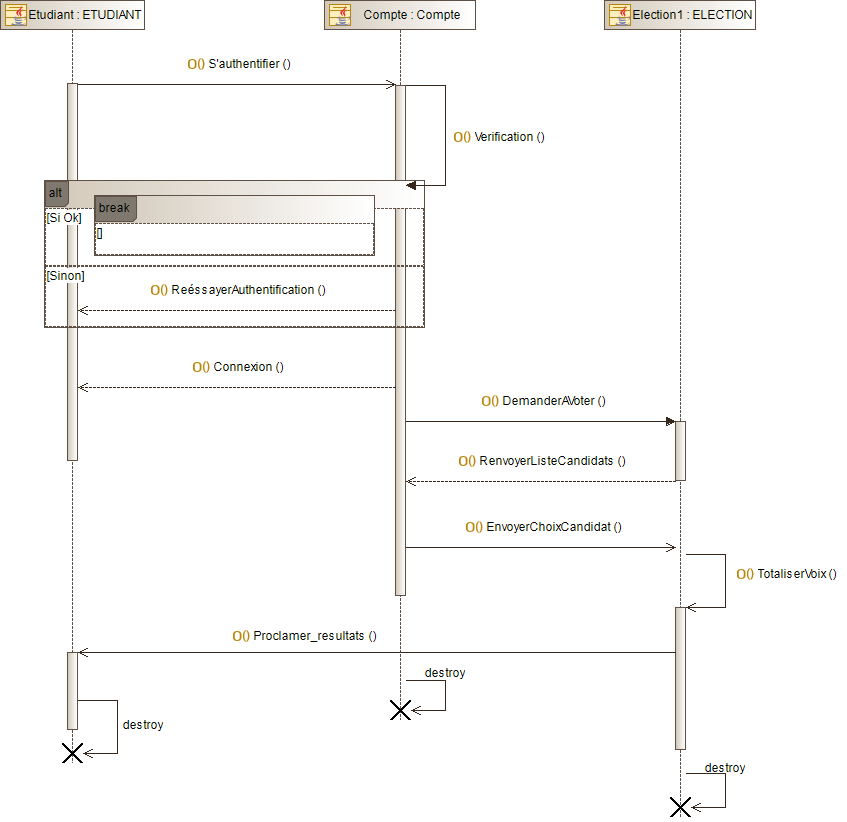 Etudiant : ETUDIANT
Compte : Compte
Election1 : ELECTION
O() S'authentifier ()
O() Verification ()
alt
break
[Si Ok]
[]
[Sinon]
O() ReéssayerAuthentification ()
O() Connexion ()
O() DemanderAVoter ()
O() RenvoyerListeCandidats ()
O() EnvoyerChoixCandidat ()
O() TotaliserVoix ()
O() Proclamer_resultats ()
destroy
destroy
destroy